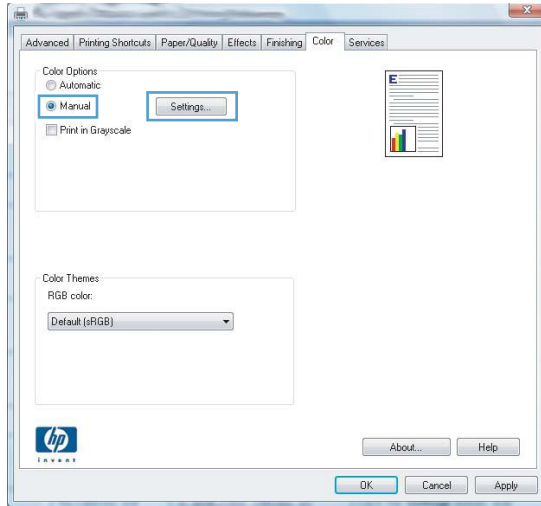 Advanced Printing Shortcuts Paper/Quality Effects Finishing Color Services
Color Options
Automatic
Manual Settings...
Print in Grayscale
E
Color Themes
RGB color:
Default (sRGB)
hp
invent
About... Help
OK Cancel Apply